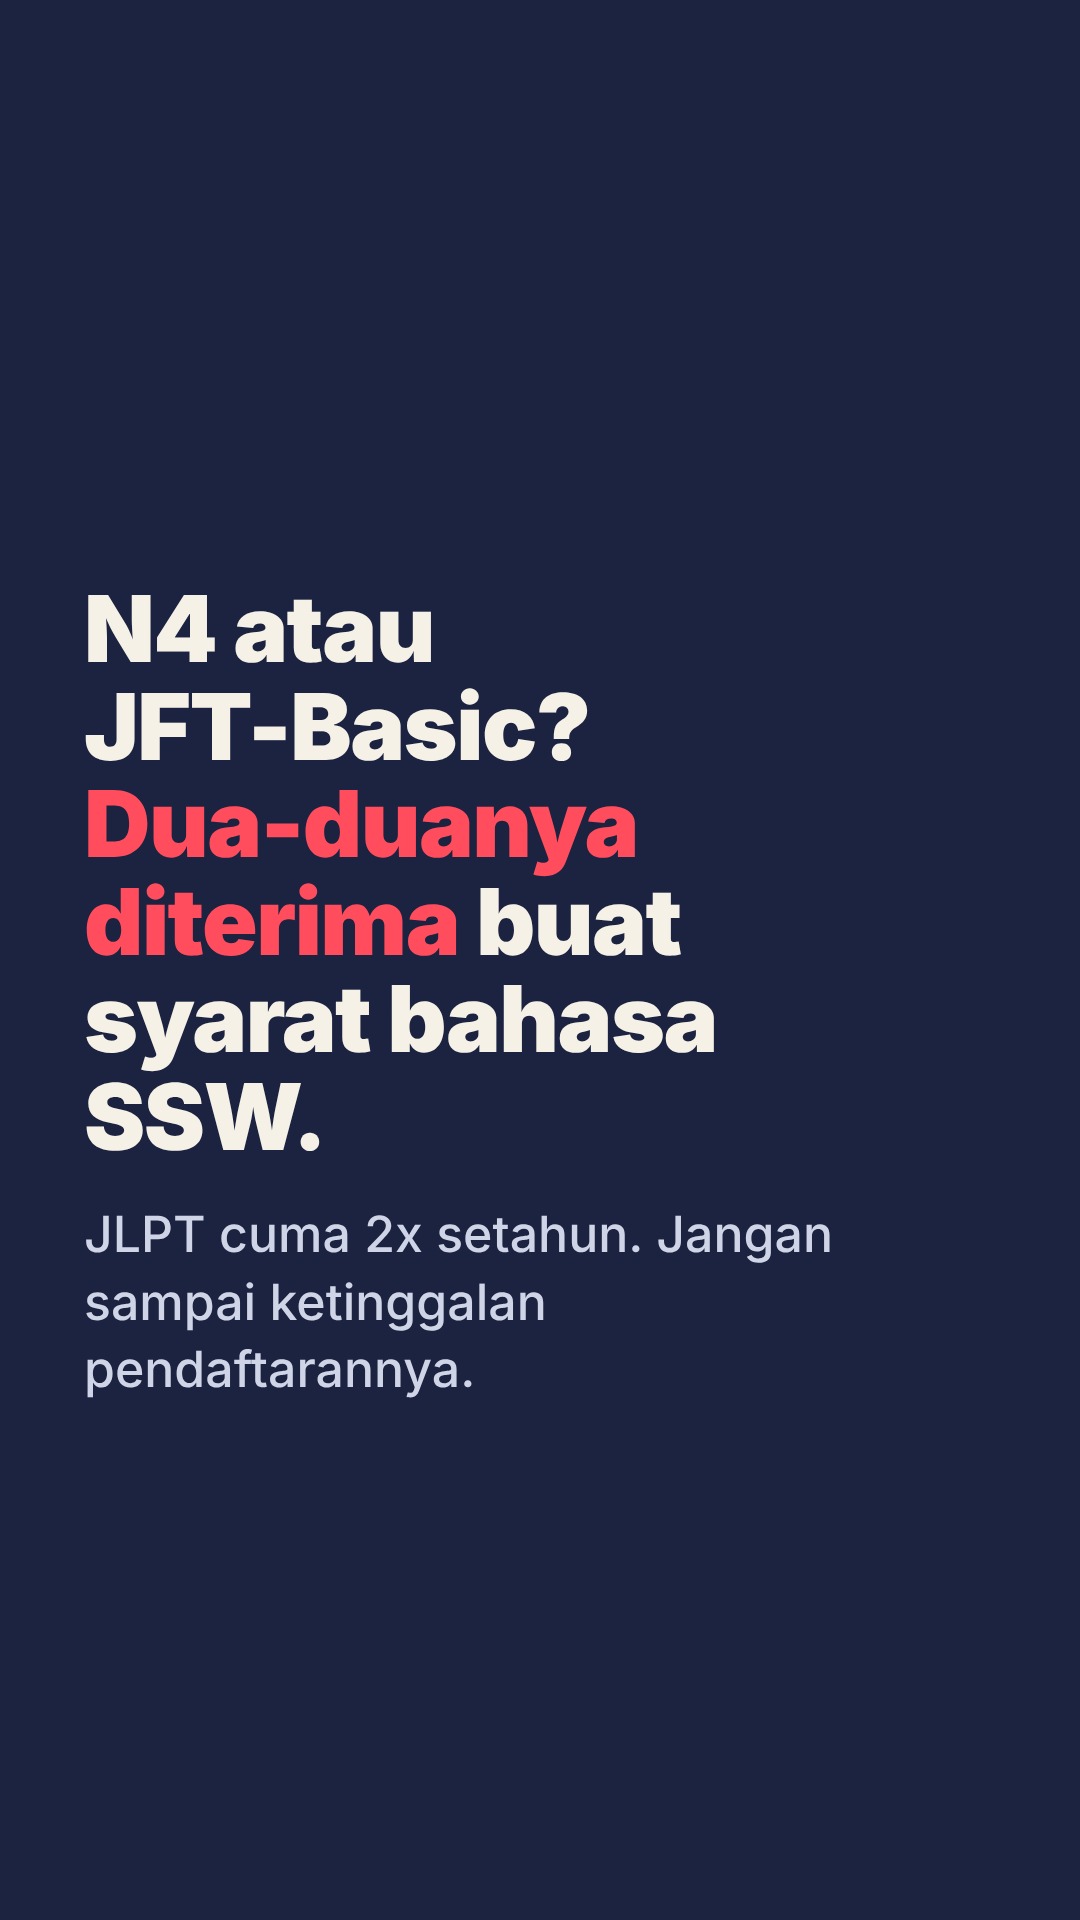 N4 atau
JFT-Basic?
Dua-duanya
diterima buat
syarat bahasa
SSW.
JLPT cuma 2x setahun. Jangan
sampai ketinggalan
pendaftarannya.